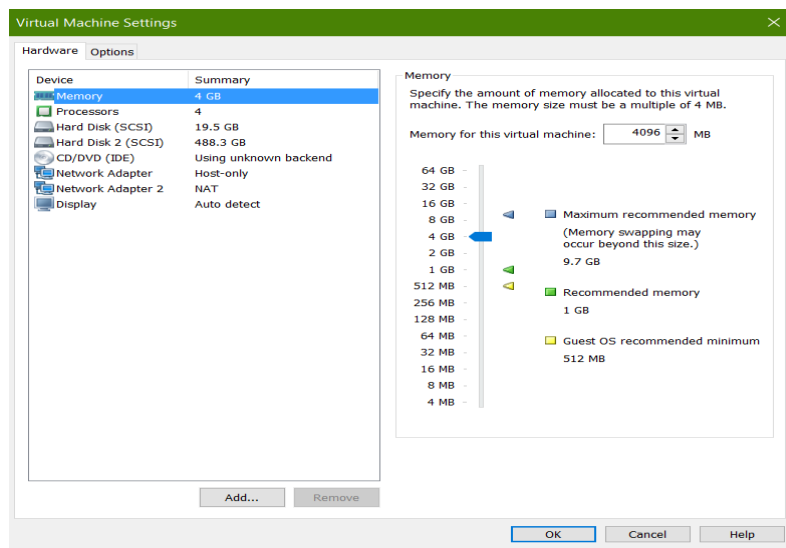 Virtual Machine Settings
Hardware Options
Device Summary
Memory 4 GB
Processors 4
Hard Disk (SCSI) 19.5 GB
Hard Disk 2 (SCSI) 488.3 GB
CD/DVD (IDE) Using unknown backend
Network Adapter Host-only
Network Adapter 2 NAT
Display Auto detect
Add... Remove
Memory
Specify the amount of memory allocated to this virtual
machine. The memory size must be a multiple of 4 MB.
Memory for this virtual machine: 4096 MB
64 GB
32 GB
16 GB
8 GB
4 GB
2 GB
1 GB
512 MB
256 MB
128 MB
64 MB
32 MB
16 MB
8 MB
4 MB
Maximum recommended memory
(Memory swapping may
occur beyond this size.)
9.7 GB
Recommended memory
1 GB
Guest OS recommended minimum
512 MB
OK Cancel Help